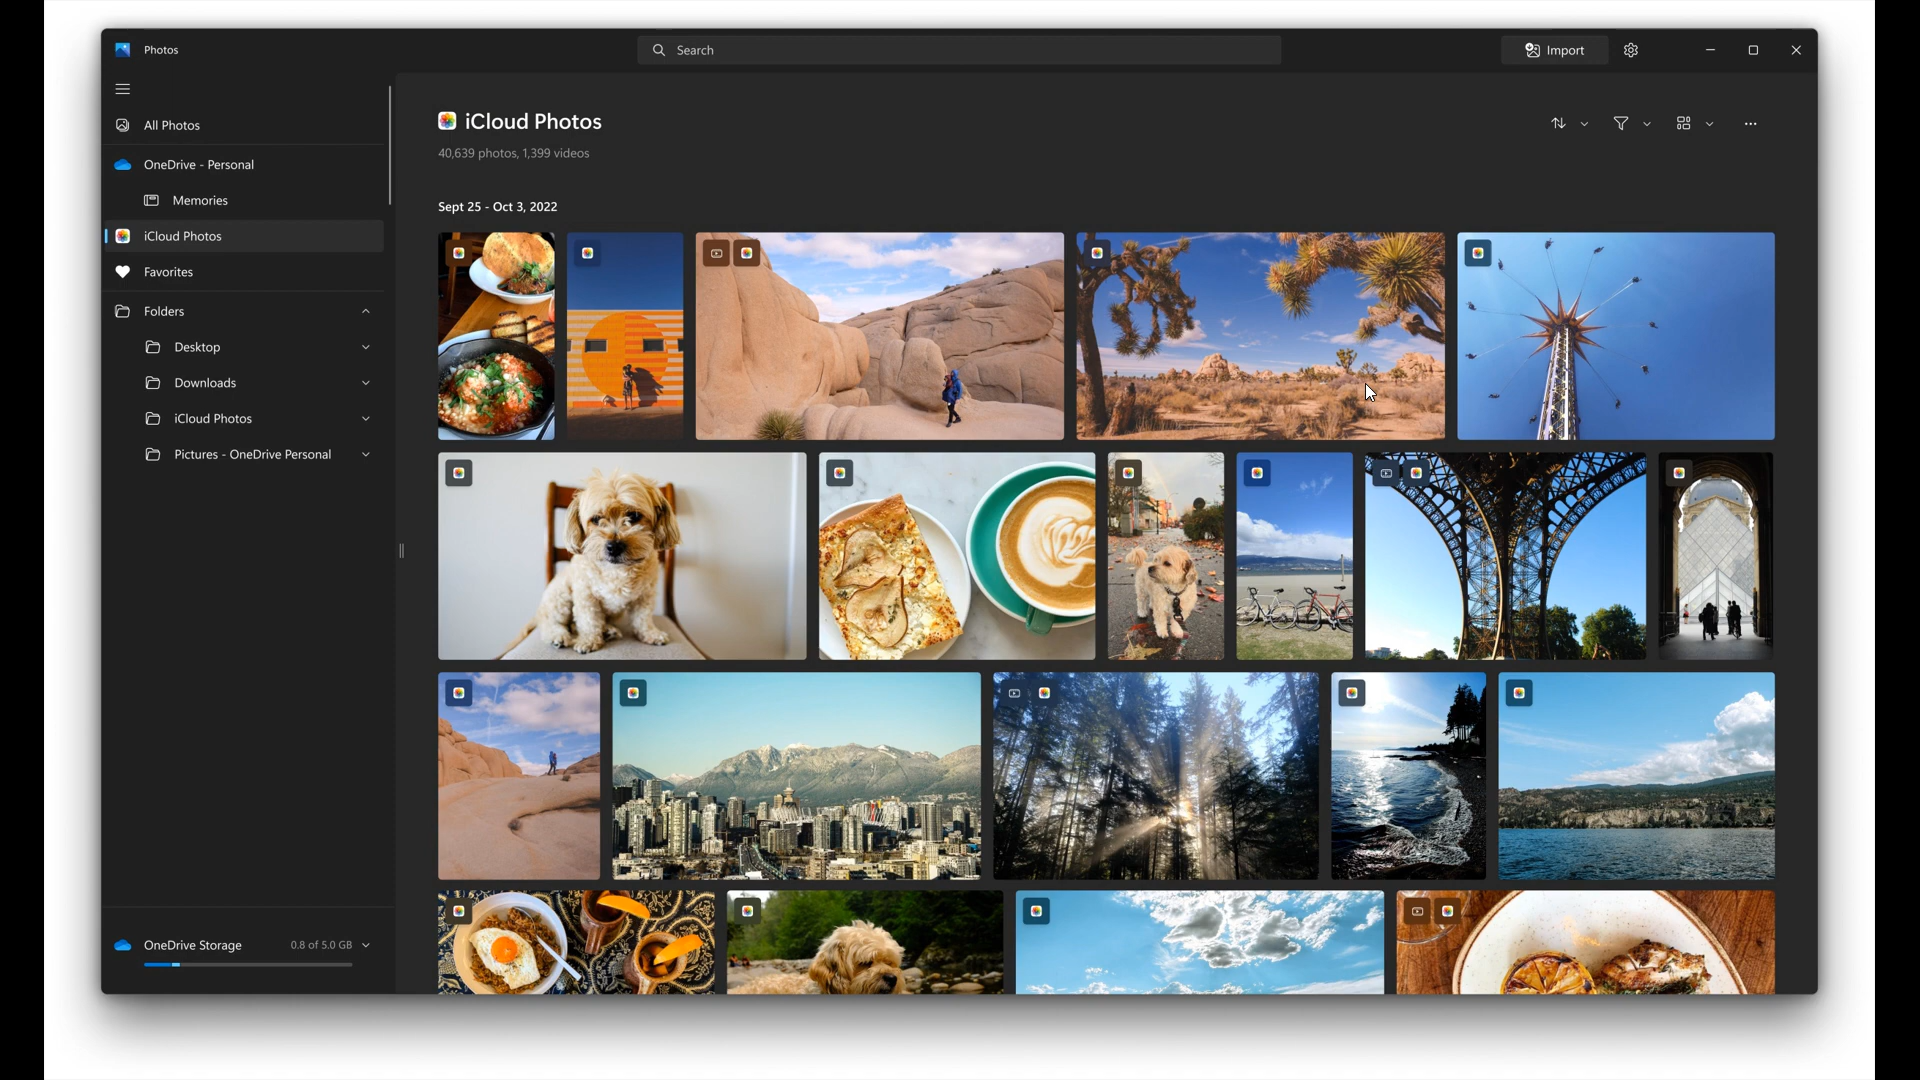 Photos
Search
Import
All Photos
OneDrive - Personal
Memories
iCloud Photos
Favorites
Folders
Desktop
Downloads
iCloud Photos
Pictures - OneDrive Personal
OneDrive Storage
0.8 of 5.0 GB
iCloud Photos
40,639 photos, 1,399 videos
Sept 25 - Oct 3, 2022